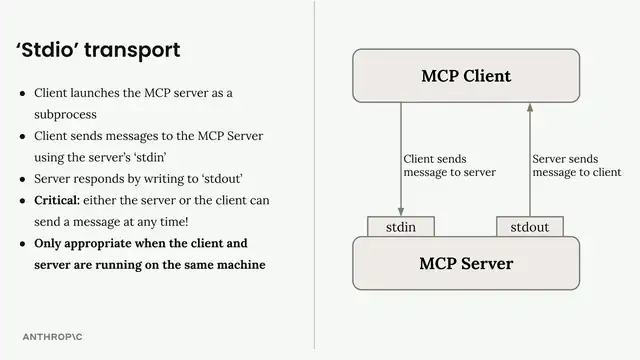 ‘Stdio’ transport
● Client launches the MCP server as a
subprocess
● Client sends messages to the MCP Server
using the server’s ‘stdin’
● Server responds by writing to ‘stdout’
● Critical: either the server or the client can
send a message at any time!
● Only appropriate when the client and
server are running on the same machine
ANTHROP\C
MCP Client
Client sends
message to server
Server sends
message to client
stdin
stdout
MCP Server